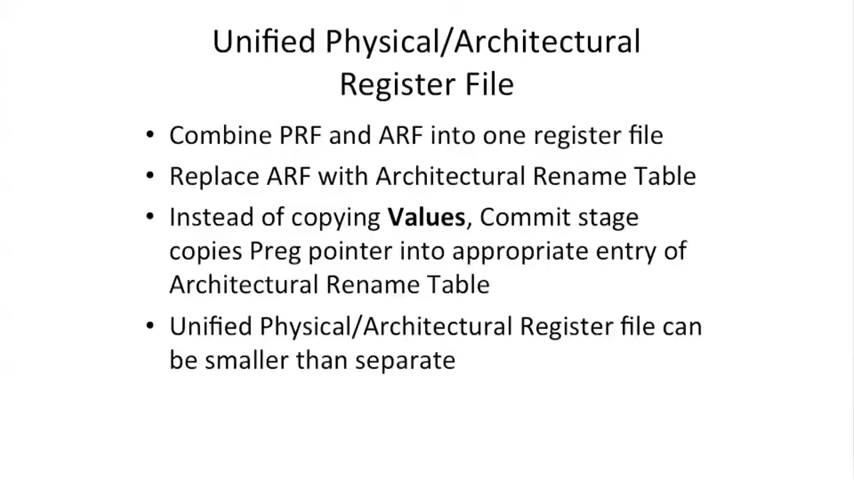 Unified Physical/Architectural
Register File
• Combine PRF and ARF into one register file
• Replace ARF with Architectural Rename Table
• Instead of copying Values, Commit stage
copies Preg pointer into appropriate entry of
Architectural Rename Table
• Unified Physical/Architectural Register file can
be smaller than separate